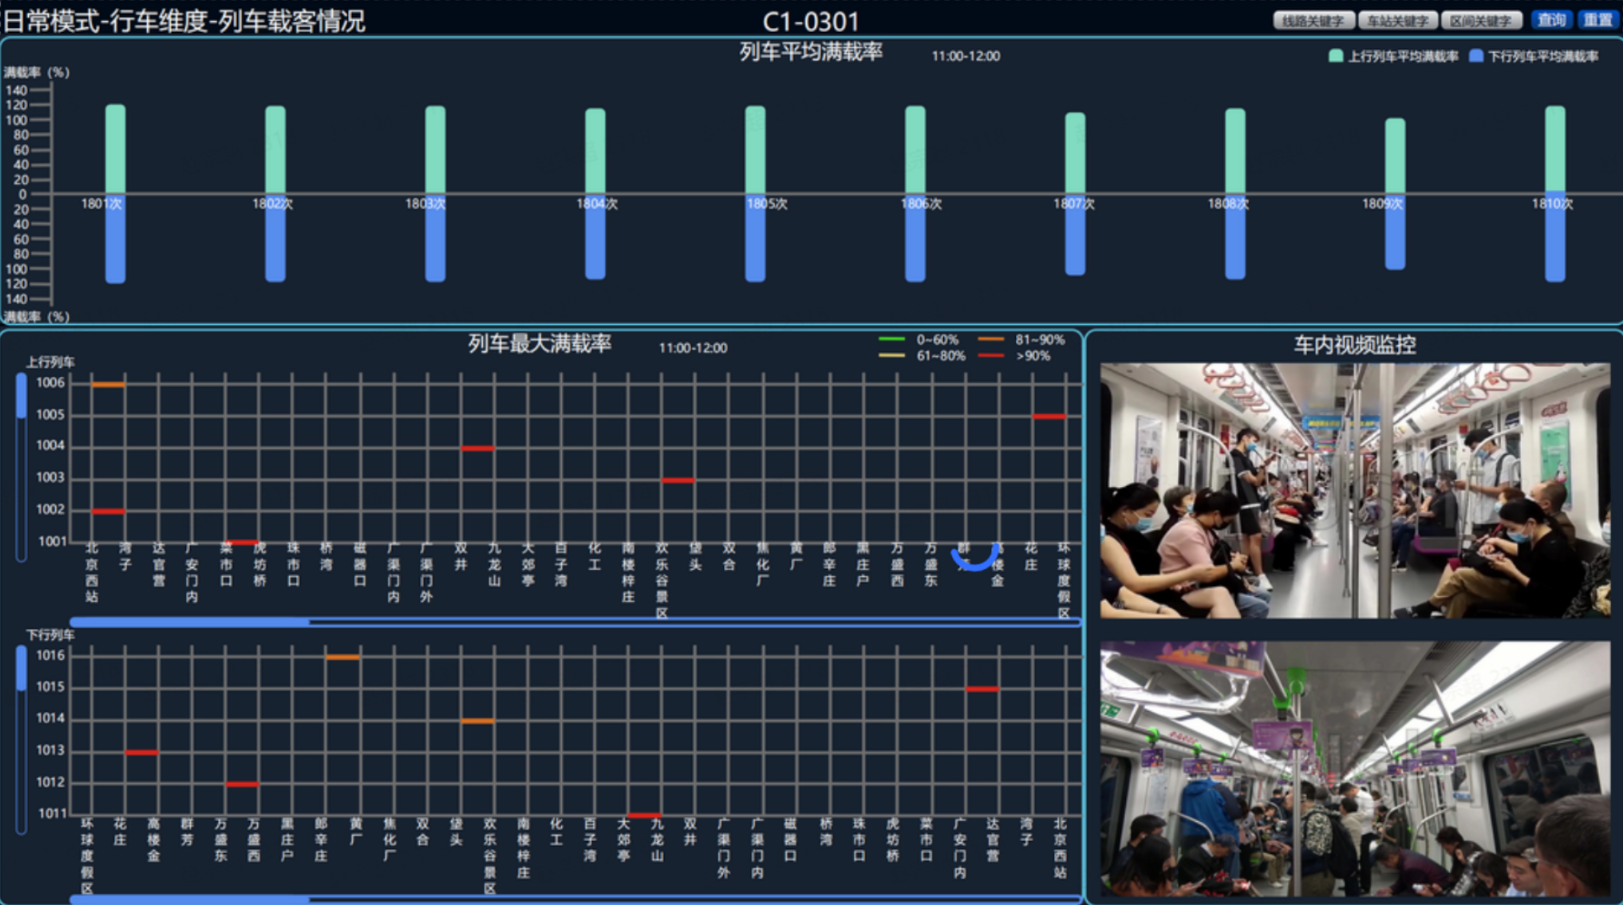 日常模式-行车维度-列车载客情况
C1-0301
线路关键字 车站关键字 区间关键字 查询 重置
列车平均满载率 11:00-12:00
上行列车平均满载率 下行列车平均满载率
满载率（%）
140
120
100
80
60
40
20
0
1801次 1802次 1803次 1804次 1805次 1806次 1807次 1808次 1809次 1810次
20
40
60
80
100
120
140
满载率（%）
列车最大满载率 11:00-12:00
0~60% 81~90%
61~80% >90%
上行列车
1006
1005
1004
1003
1002
1001
北京西站 湾子 达官营 广安门内 菜市口 虎坊桥 珠市口 桥湾 磁器口 广渠门内 广渠门外 双井 九龙山 大郊亭 百子湾 化工 南楼梓庄 欢乐谷景区 垡头 双合 焦化厂 黄厂 郎辛庄 黑庄户 万盛西 万盛东 群 楼金 花庄 环球度假区
下行列车
1016
1015
1014
1013
1012
1011
环球度假区 花庄 高楼金 群芳 万盛东 万盛西 黑庄户 郎辛庄 黄厂 焦化厂 双合 垡头 欢乐谷景区 南楼梓庄 化工 百子湾 大郊亭 九龙山 双井 广渠门外 广渠门内 磁器口 桥湾 珠市口 虎坊桥 菜市口 广安门内 达官营 湾子 北京西站
车内视频监控